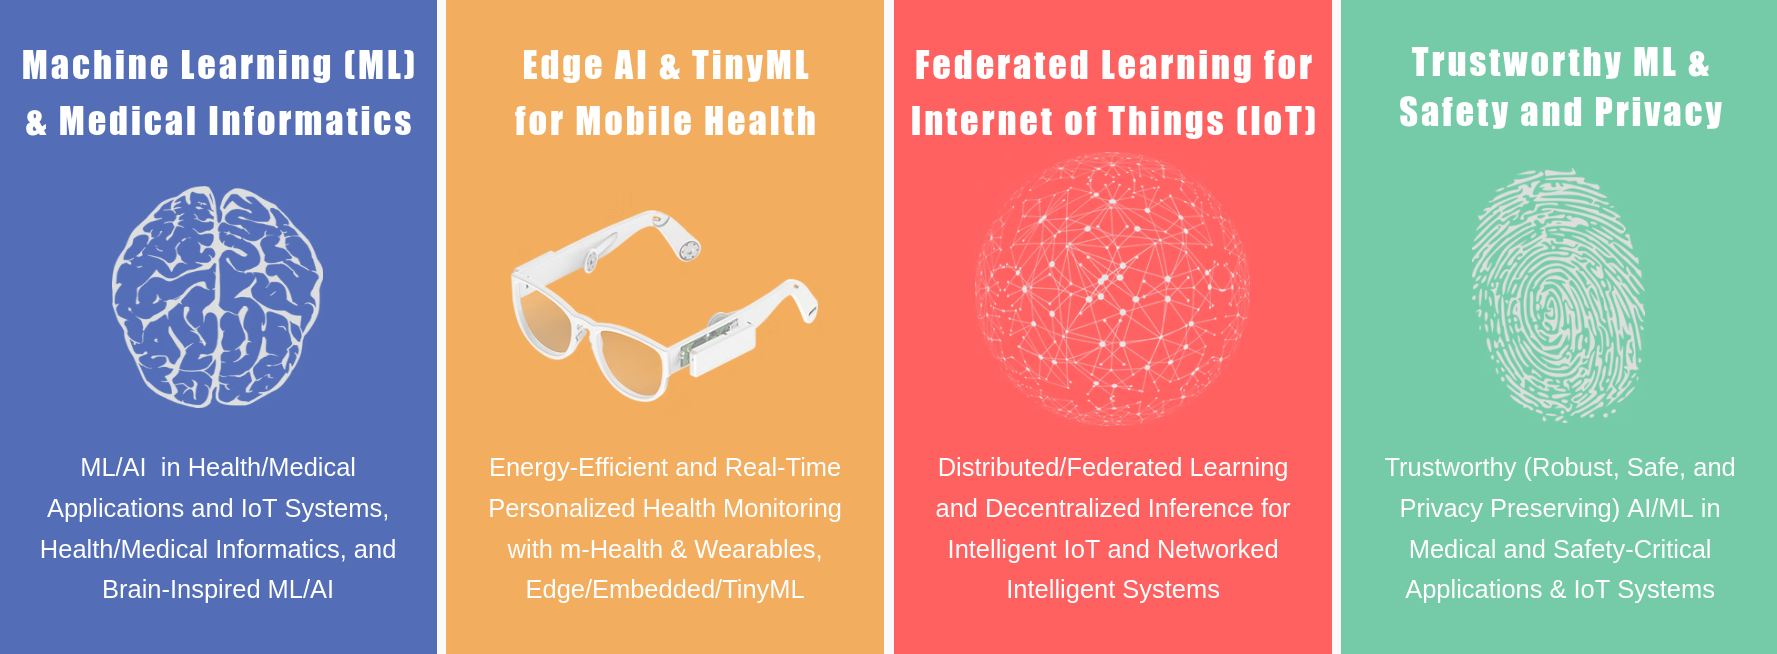 Machine Learning (ML)
& Medical Informatics
ML/AI  in Health/Medical
Applications and IoT Systems,
Health/Medical Informatics, and
Brain-Inspired ML/AI
Edge AI & TinyML
for Mobile Health
Energy-Efficient and Real-Time
Personalized Health Monitoring
with m-Health & Wearables,
Edge/Embedded/TinyML
Federated Learning for
Internet of Things (IoT)
Distributed/Federated Learning
and Decentralized Inference for
Intelligent IoT and Networked
Intelligent Systems
Trustworthy ML &
Safety and Privacy
Trustworthy (Robust, Safe, and
Privacy Preserving) AI/ML in
Medical and Safety-Critical
Applications & IoT Systems